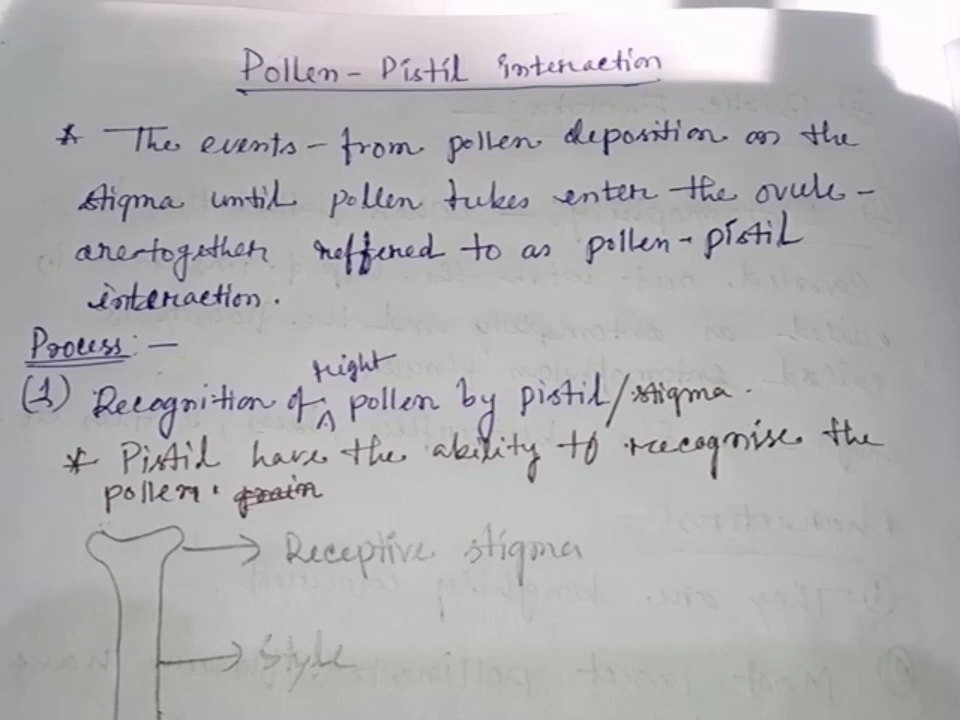 Pollen - Pistil interaction
* The events - from pollen deposition on the
stigma until pollen tubes enter the ovule -
are together reffered to as pollen - pistil
interaction.
Process : —
right
(1) Recognition of ^ pollen by pistil/stigma.
* Pistil have the ability to recognise the
pollen. grain
→ Receptive stigma
→ Style